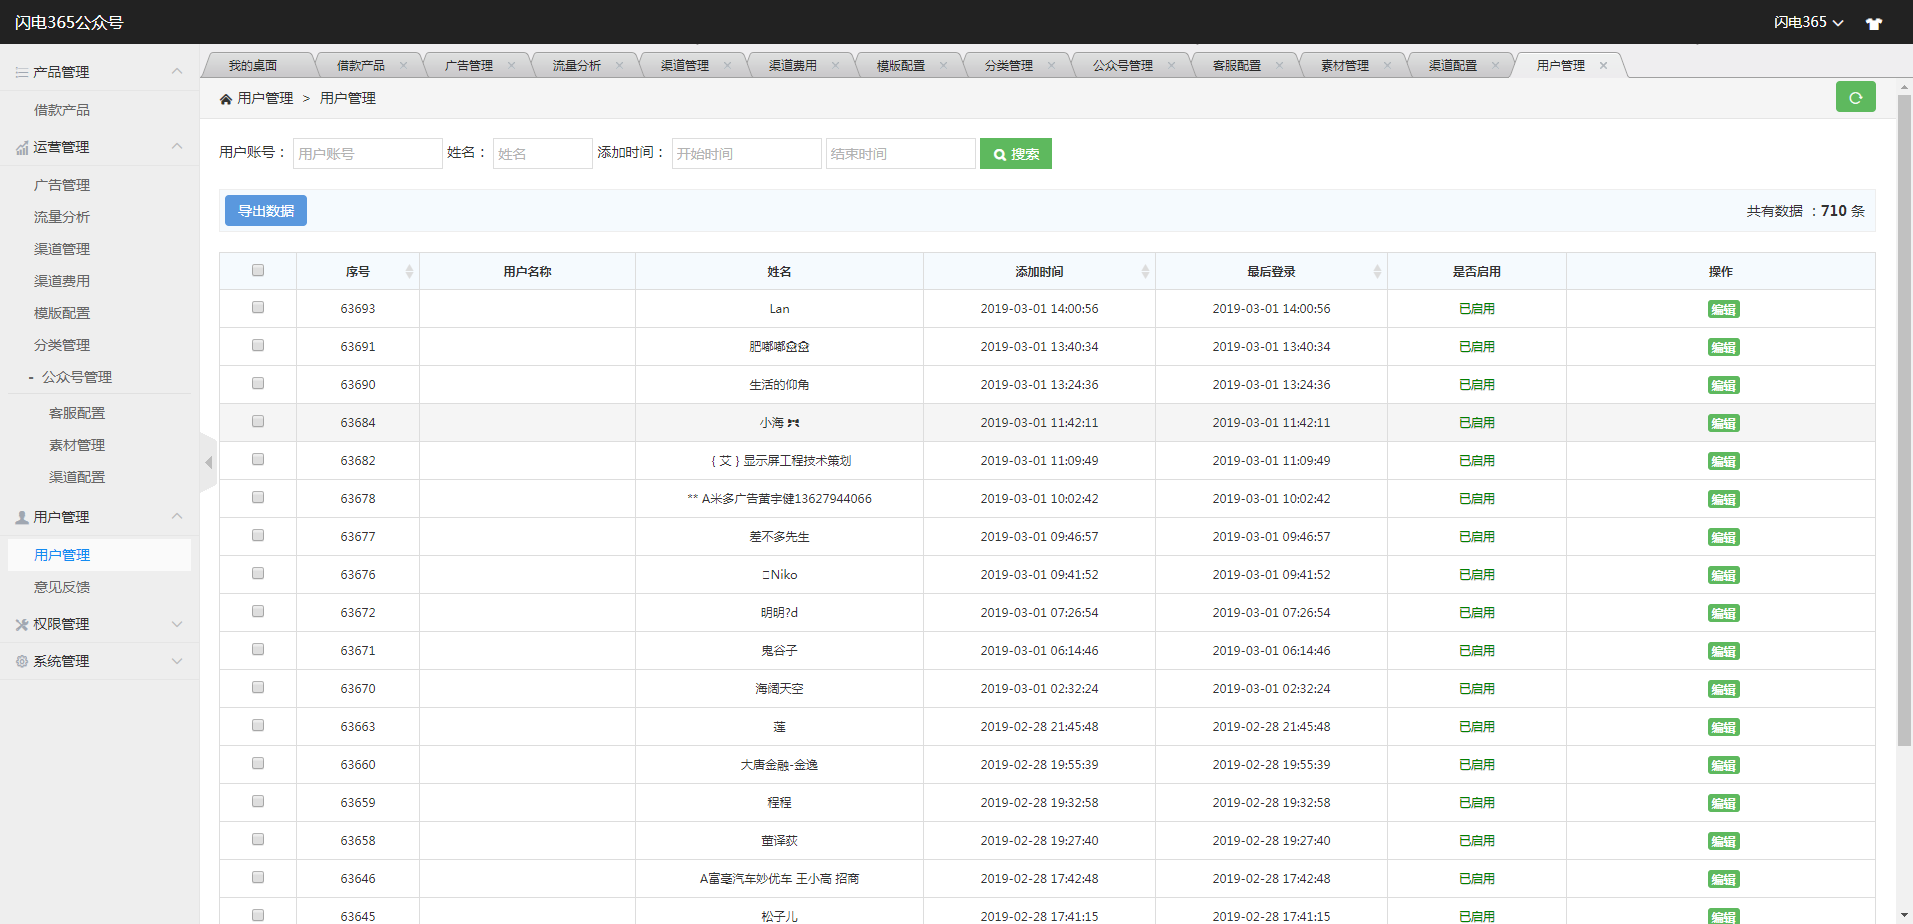 闪电365公众号
闪电365
产品管理
借款产品
运营管理
广告管理
流量分析
渠道管理
渠道费用
模版配置
分类管理
- 公众号管理
客服配置
素材管理
渠道配置
用户管理
用户管理
意见反馈
权限管理
系统管理
我的桌面 借款产品 广告管理 流量分析 渠道管理 渠道费用 模版配置 分类管理 公众号管理 客服配置 素材管理 渠道配置 用户管理
用户管理 > 用户管理
用户账号： 用户账号 姓名： 姓名 添加时间： 开始时间 结束时间 搜索
导出数据 共有数据 ：710 条
序号 用户名称 姓名 添加时间 最后登录 是否启用 操作
63693 Lan 2019-03-01 14:00:56 2019-03-01 14:00:56 已启用 编辑
63691 肥嘟嘟 2019-03-01 13:40:34 2019-03-01 13:40:34 已启用 编辑
63690 生活的仰角 2019-03-01 13:24:36 2019-03-01 13:24:36 已启用 编辑
63684 小海 2019-03-01 11:42:11 2019-03-01 11:42:11 已启用 编辑
63682 { 艾 } 显示屏工程技术策划 2019-03-01 11:09:49 2019-03-01 11:09:49 已启用 编辑
63678 ** A米多广告黄宇健13627944066 2019-03-01 10:02:42 2019-03-01 10:02:42 已启用 编辑
63677 差不多先生 2019-03-01 09:46:57 2019-03-01 09:46:57 已启用 编辑
63676 Niko 2019-03-01 09:41:52 2019-03-01 09:41:52 已启用 编辑
63672 明明?d 2019-03-01 07:26:54 2019-03-01 07:26:54 已启用 编辑
63671 鬼谷子 2019-03-01 06:14:46 2019-03-01 06:14:46 已启用 编辑
63670 海阔天空 2019-03-01 02:32:24 2019-03-01 02:32:24 已启用 编辑
63663 莲 2019-02-28 21:45:48 2019-02-28 21:45:48 已启用 编辑
63660 大唐金融-金逸 2019-02-28 19:55:39 2019-02-28 19:55:39 已启用 编辑
63659 程程 2019-02-28 19:32:58 2019-02-28 19:32:58 已启用 编辑
63658 董译荻 2019-02-28 19:27:40 2019-02-28 19:27:40 已启用 编辑
63646 A富豪汽车妙优车 王小高 招商 2019-02-28 17:42:48 2019-02-28 17:42:48 已启用 编辑
63645 松子儿 2019-02-28 17:41:15 2019-02-28 17:41:15 已启用 编辑